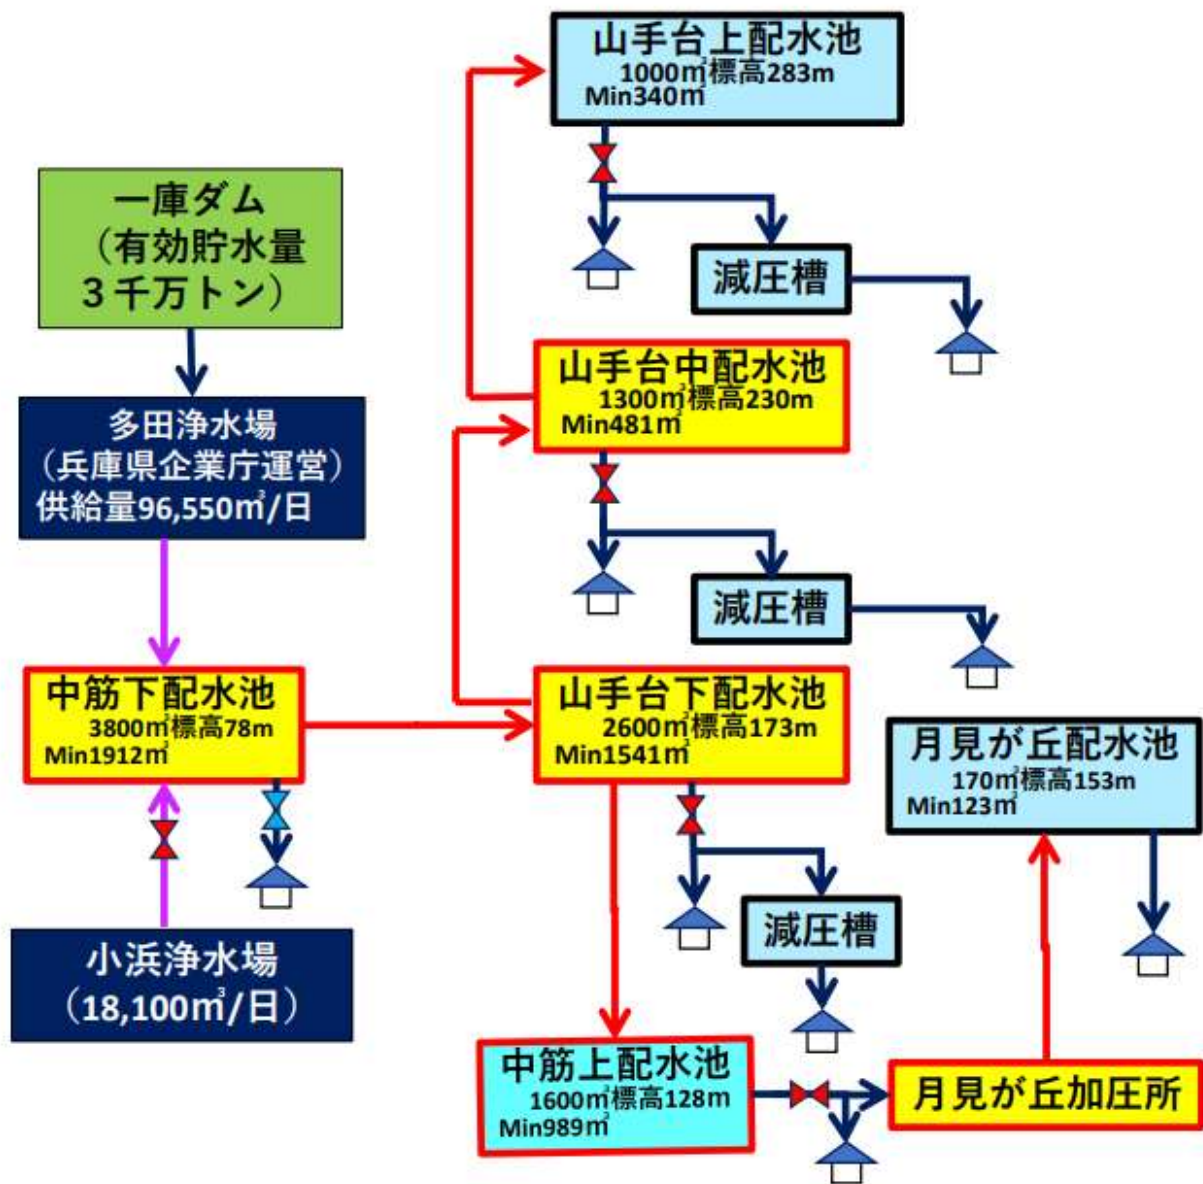 山手台上配水池
1000㎥標高283m
Min340㎥
一庫ダム
（有効貯水量
３千万トン）
減圧槽
山手台中配水池
1300㎥標高230m
Min481㎥
多田浄水場
（兵庫県企業庁運営）
供給量96,550㎥/日
減圧槽
中筋下配水池
3800㎥標高78m
Min1912㎥
山手台下配水池
2600㎥標高173m
Min1541㎥
月見が丘配水池
170㎥標高153m
Min123㎥
減圧槽
小浜浄水場
（18,100㎥/日）
中筋上配水池
1600㎥標高128m
Min989㎥
月見が丘加圧所